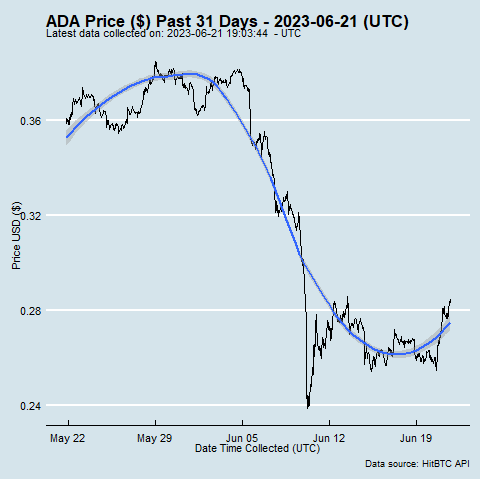 ADA Price ($) Past 31 Days - 2023-06-21 (UTC)
Latest data collected on: 2023-06-21 19:03:44 - UTC
0.36
0.32
0.28
0.24
Price USD ($)
May 22 May 29 Jun 05 Jun 12 Jun 19
Date Time Collected (UTC)
Data source: HitBTC API